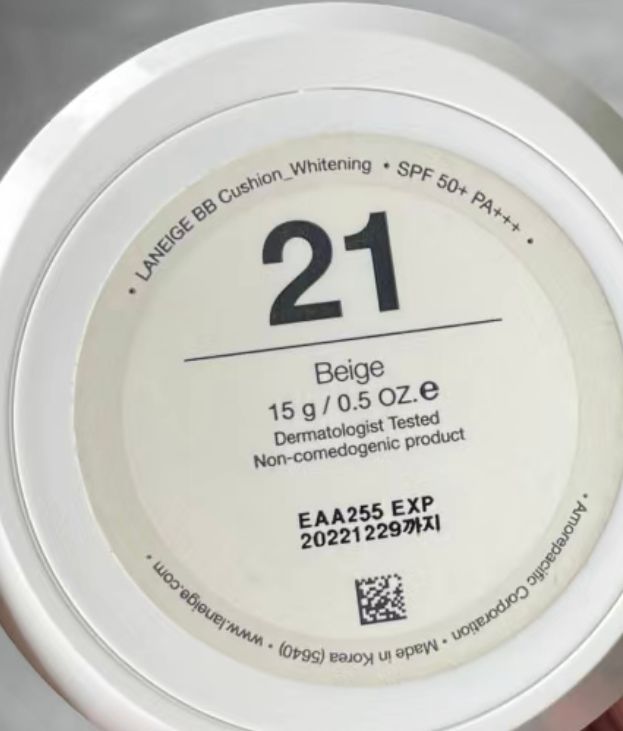 • LANEIGE BB Cushion_Whitening • SPF 50+ PA+++ •
21
Beige
15 g / 0.5 OZ.e
Dermatologist Tested
Non-comedogenic product
EAA255 EXP
20221229까지
• Amorepacific Corporation • Made in Korea (5640) • www.laneige.com •